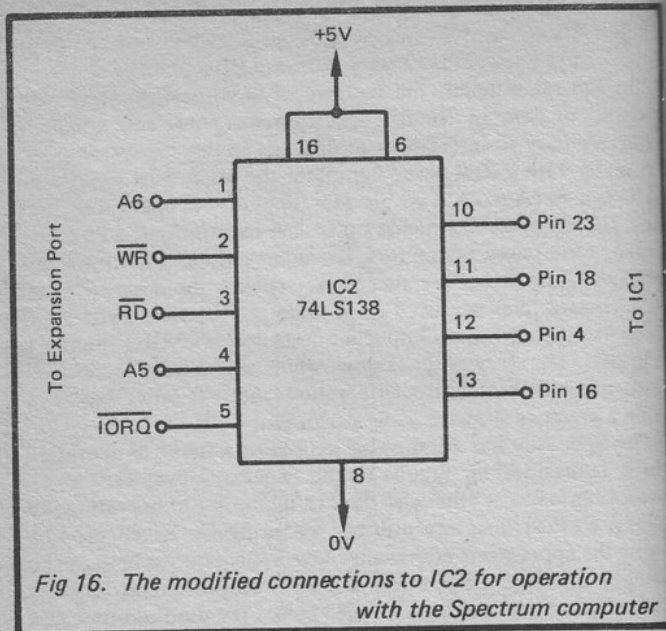 +5V
16
6
A6
1
WR
2
RD
3
A5
4
IORQ
5
To Expansion Port
IC2
74LS138
10
Pin 23
11
Pin 18
12
Pin 4
13
Pin 16
To IC1
8
0V
Fig 16. The modified connections to IC2 for operation
with the Spectrum computer